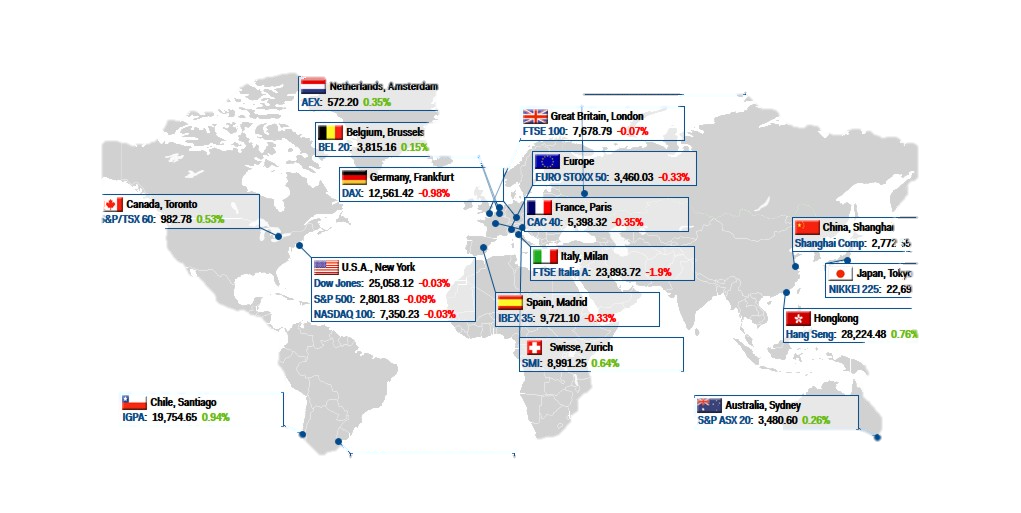 Netherlands, Amsterdam
AEX: 572.20 0.35%
Belgium, Brussels
BEL 20: 3,815.16 0.15%
Germany, Frankfurt
DAX: 12,561.42 -0.98%
Great Britain, London
FTSE 100: 7,678.79 -0.07%
Europe
EURO STOXX 50: 3,460.03 -0.33%
France, Paris
CAC 40: 5,398.32 -0.35%
Canada, Toronto
&P/TSX 60: 982.78 0.53%
U.S.A., New York
Dow Jones: 25,058.12 -0.03%
S&P 500: 2,801.83 -0.09%
NASDAQ 100: 7,350.23 -0.03%
Italy, Milan
FTSE Italia A: 23,893.72 -1.9%
Spain, Madrid
IBEX 35: 9,721.10 -0.33%
Swisse, Zurich
SMI: 8,991.25 0.64%
China, Shanghai
Shanghai Comp:
Japan, Tokyo
NIKKEI 225: 22,69
Hongkong
Hang Seng: 28,224.48 0.76%
Chile, Santiago
IGPA: 19,754.65 0.94%
Australia, Sydney
S&P ASX 20: 3,480.60 0.26%